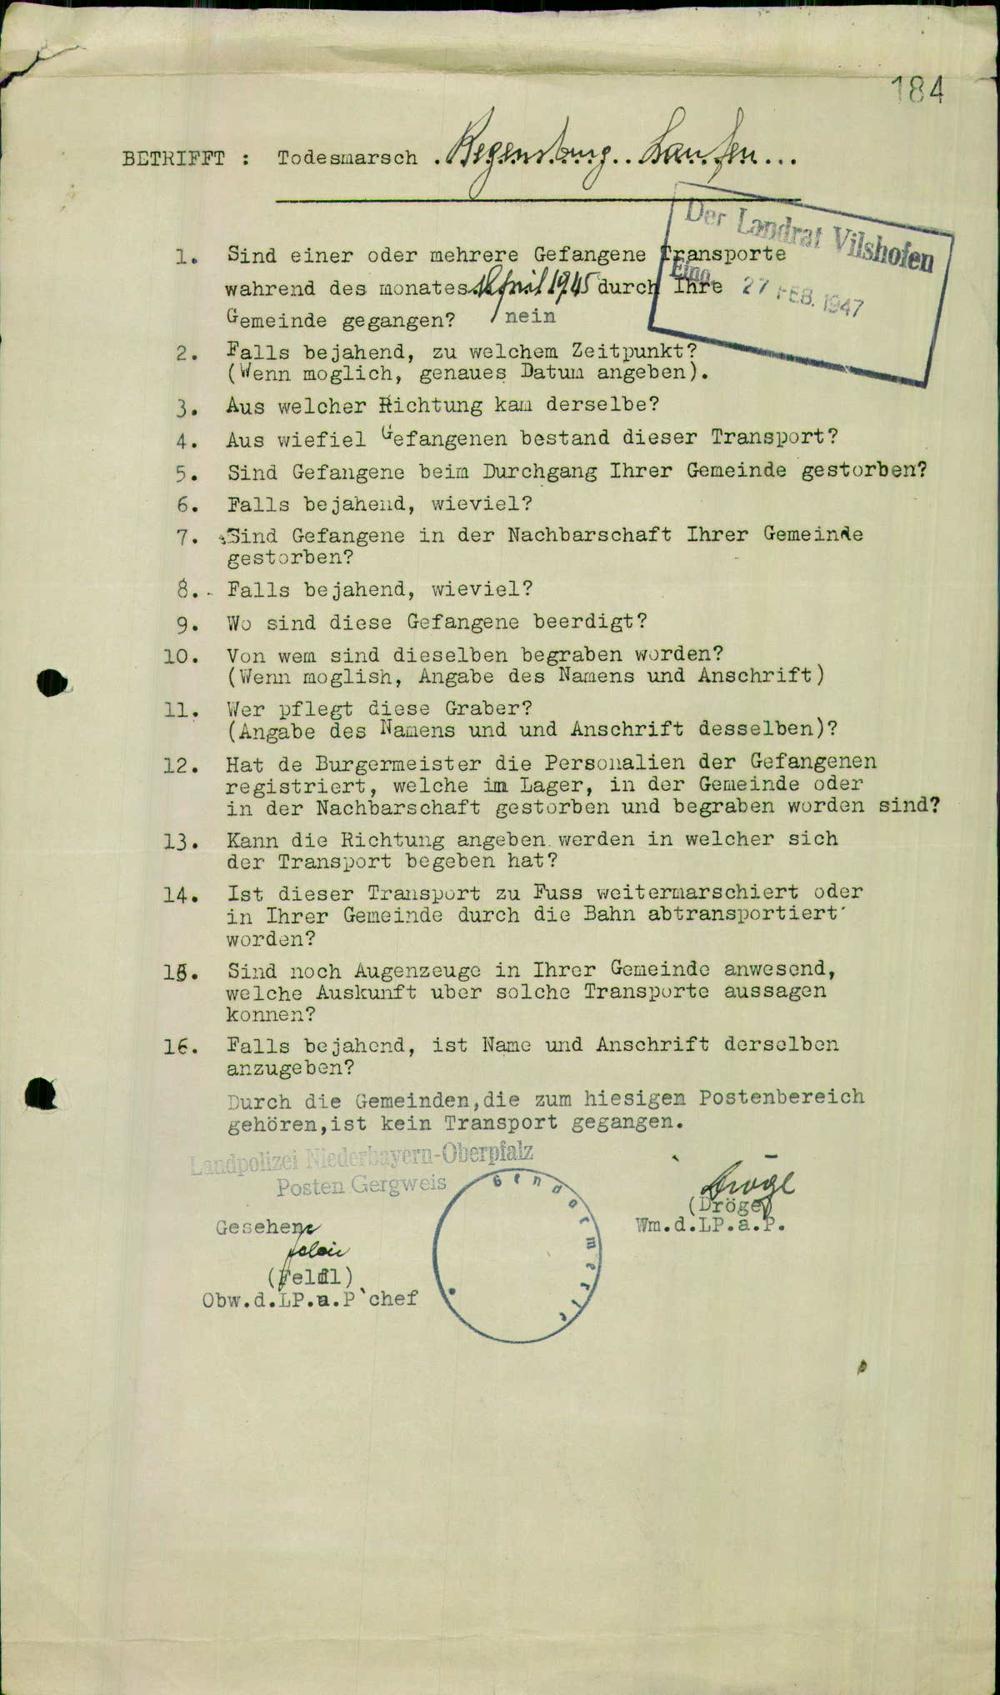 184
BETRIFFT : Todesmarsch . Regensburg.. Laufen...
Der Landrat Vilshofen
Eing. 27 FEB. 1947
1. Sind einer oder mehrere Gefangene Transporte
wahrend des monates April 1945 durch Ihre
Gemeinde gegangen? / nein
2. Falls bejahend, zu welchem Zeitpunkt?
(Wenn moglich, genaues Datum angeben).
3. Aus welcher Richtung kam derselbe?
4. Aus wiefiel Gefangenen bestand dieser Transport?
5. Sind Gefangene beim Durchgang Ihrer Gemeinde gestorben?
6. Falls bejahend, wieviel?
7. Sind Gefangene in der Nachbarschaft Ihrer Gemeinde
gestorben?
8.- Falls bejahend, wieviel?
9. Wo sind diese Gefangene beerdigt?
10. Von wem sind dieselben begraben worden?
(Wenn moglish, Angabe des Namens und Anschrift)
11. Wer pflegt diese Graber?
(Angabe des Namens und und Anschrift desselben)?
12. Hat de Burgermeister die Personalien der Gefangenen
registriert, welche im Lager, in der Gemeinde oder
in der Nachbarschaft gestorben und begraben worden sind?
13. Kann die Richtung angeben werden in welcher sich
der Transport begeben hat?
14. Ist dieser Transport zu Fuss weitermarschiert oder
in Ihrer Gemeinde durch die Bahn abtransportiert
worden?
15. Sind noch Augenzeuge in Ihrer Gemeinde anwesend,
welche Auskunft uber solche Transporte aussagen
konnen?
16. Falls bejahend, ist Name und Anschrift derselben
anzugeben?
Durch die Gemeinden,die zum hiesigen Postenbereich
gehören,ist kein Transport gegangen.
Landpolizei Niederbayern-Oberpfalz
Posten Gergweis
Gendarmerie
Dröge
(Dröge)
Wm.d.LP.a.P.
Gesehen:
(Feldl)
Obw.d.LP.u.P`chef